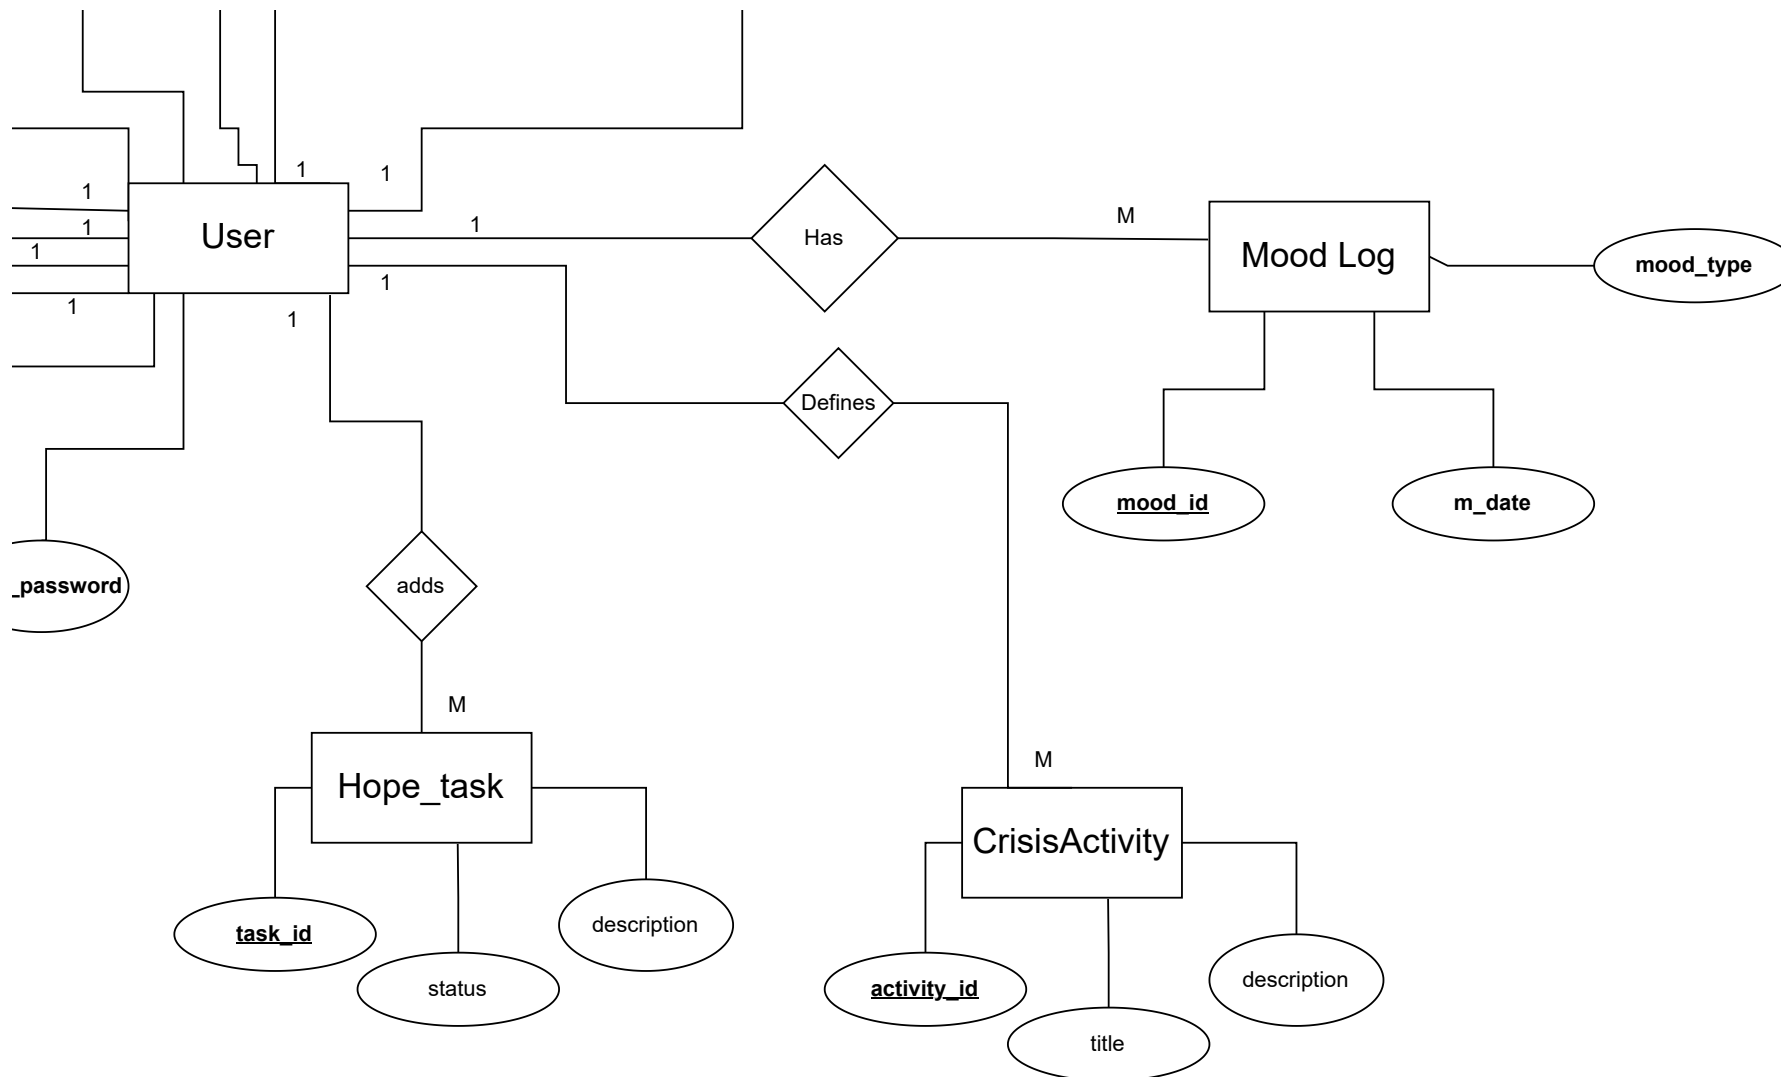 1
1
1
User
1
1
Has
M
Mood Log
mood_type
1
1
1
1
1
Defines
mood_id
m_date
_password
adds
M
Hope_task
M
CrisisActivity
task_id
status
description
activity_id
title
description